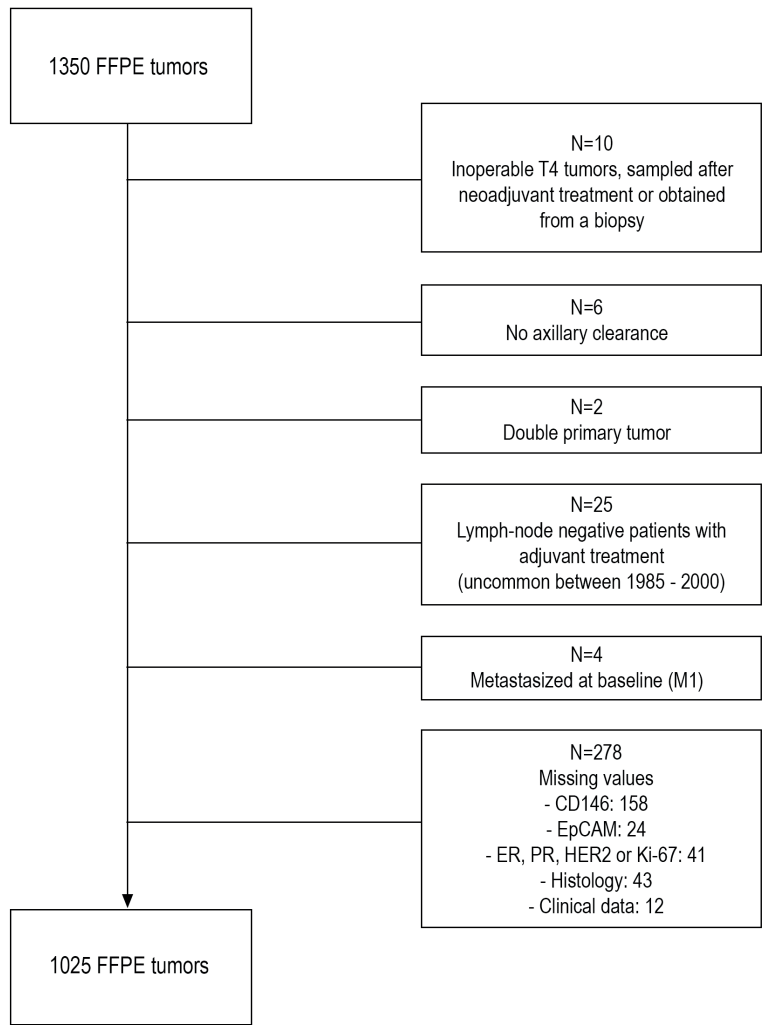 1350 FFPE tumors
N=10
Inoperable T4 tumors, sampled after
neoadjuvant treatment or obtained
from a biopsy
N=6
No axillary clearance
N=2
Double primary tumor
N=25
Lymph-node negative patients with
adjuvant treatment
(uncommon between 1985 - 2000)
N=4
Metastasized at baseline (M1)
N=278
Missing values
- CD146: 158
- EpCAM: 24
- ER, PR, HER2 or Ki-67: 41
- Histology: 43
- Clinical data: 12
1025 FFPE tumors